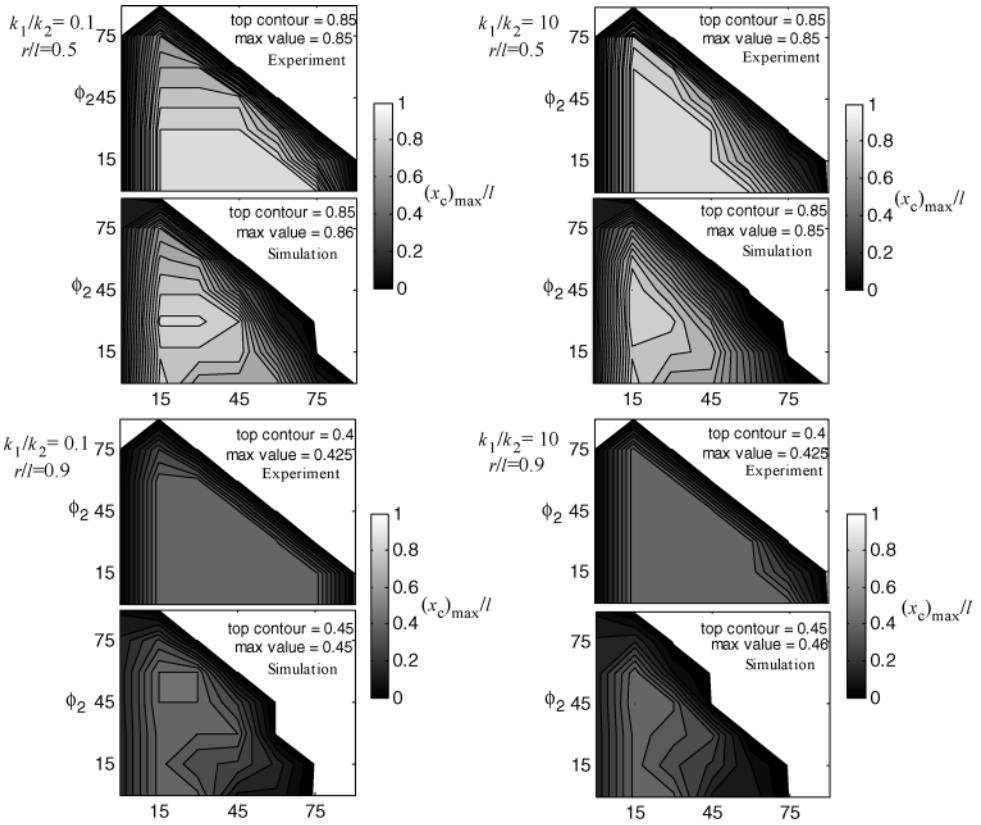 k1/k2= 0.1
r/l=0.5
top contour = 0.85
max value = 0.85
Experiment
75
ϕ2 45
15
top contour = 0.85
max value = 0.86
Simulation
75
ϕ2 45
15
15 45 75
1
0.8
0.6
0.4
0.2
0
(xc)max/l
k1/k2= 10
r/l=0.5
top contour = 0.85
max value = 0.85
Experiment
75
ϕ2 45
15
top contour = 0.85
max value = 0.85
Simulation
75
ϕ2 45
15
15 45 75
1
0.8
0.6
0.4
0.2
0
(xc)max/l
k1/k2= 0.1
r/l=0.9
top contour = 0.4
max value = 0.425
Experiment
75
ϕ2 45
15
top contour = 0.45
max value = 0.45
Simulation
75
ϕ2 45
15
15 45 75
1
0.8
0.6
0.4
0.2
0
(xc)max/l
k1/k2= 10
r/l=0.9
top contour = 0.4
max value = 0.425
Experiment
75
ϕ2 45
15
top contour = 0.45
max value = 0.46
Simulation
75
ϕ2 45
15
15 45 75
1
0.8
0.6
0.4
0.2
0
(xc)max/l